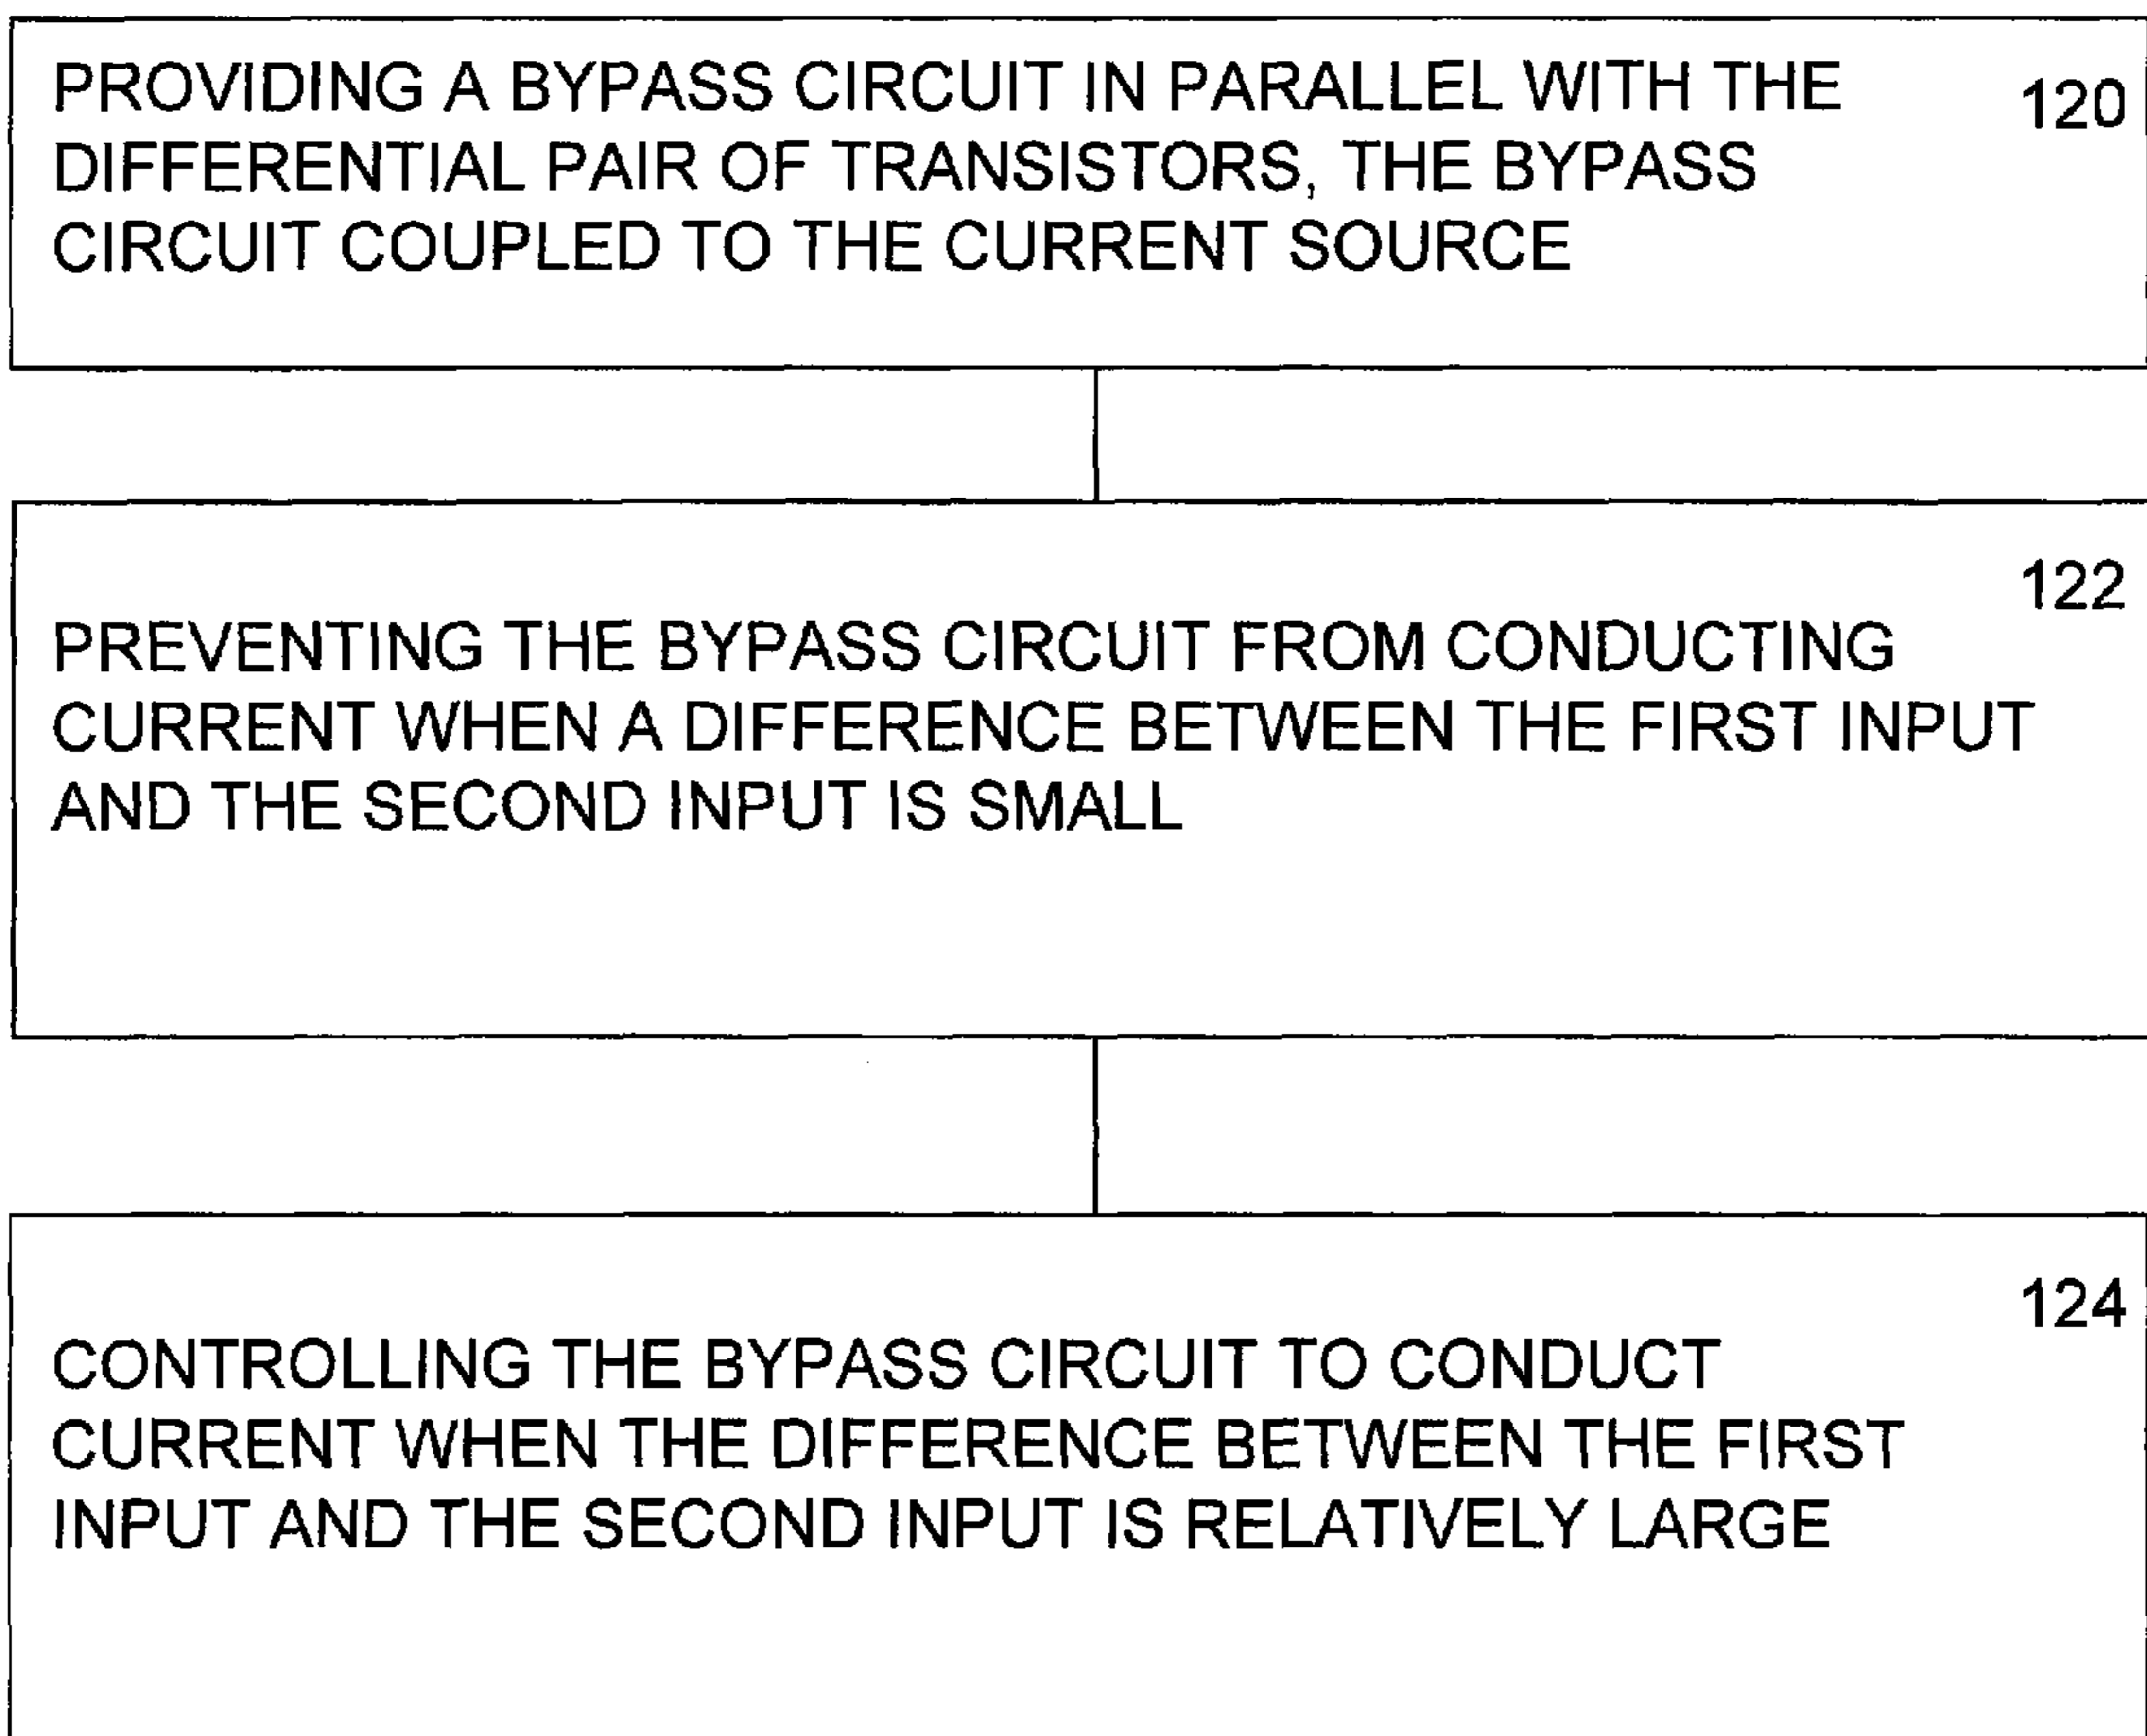 PROVIDING A BYPASS CIRCUIT IN PARALLEL WITH THE 120
DIFFERENTIAL PAIR OF TRANSISTORS, THE BYPASS
CIRCUIT COUPLED TO THE CURRENT SOURCE
122
PREVENTING THE BYPASS CIRCUIT FROM CONDUCTING
CURRENT WHEN A DIFFERENCE BETWEEN THE FIRST INPUT
AND THE SECOND INPUT IS SMALL
124
CONTROLLING THE BYPASS CIRCUIT TO CONDUCT
CURRENT WHEN THE DIFFERENCE BETWEEN THE FIRST
INPUT AND THE SECOND INPUT IS RELATIVELY LARGE